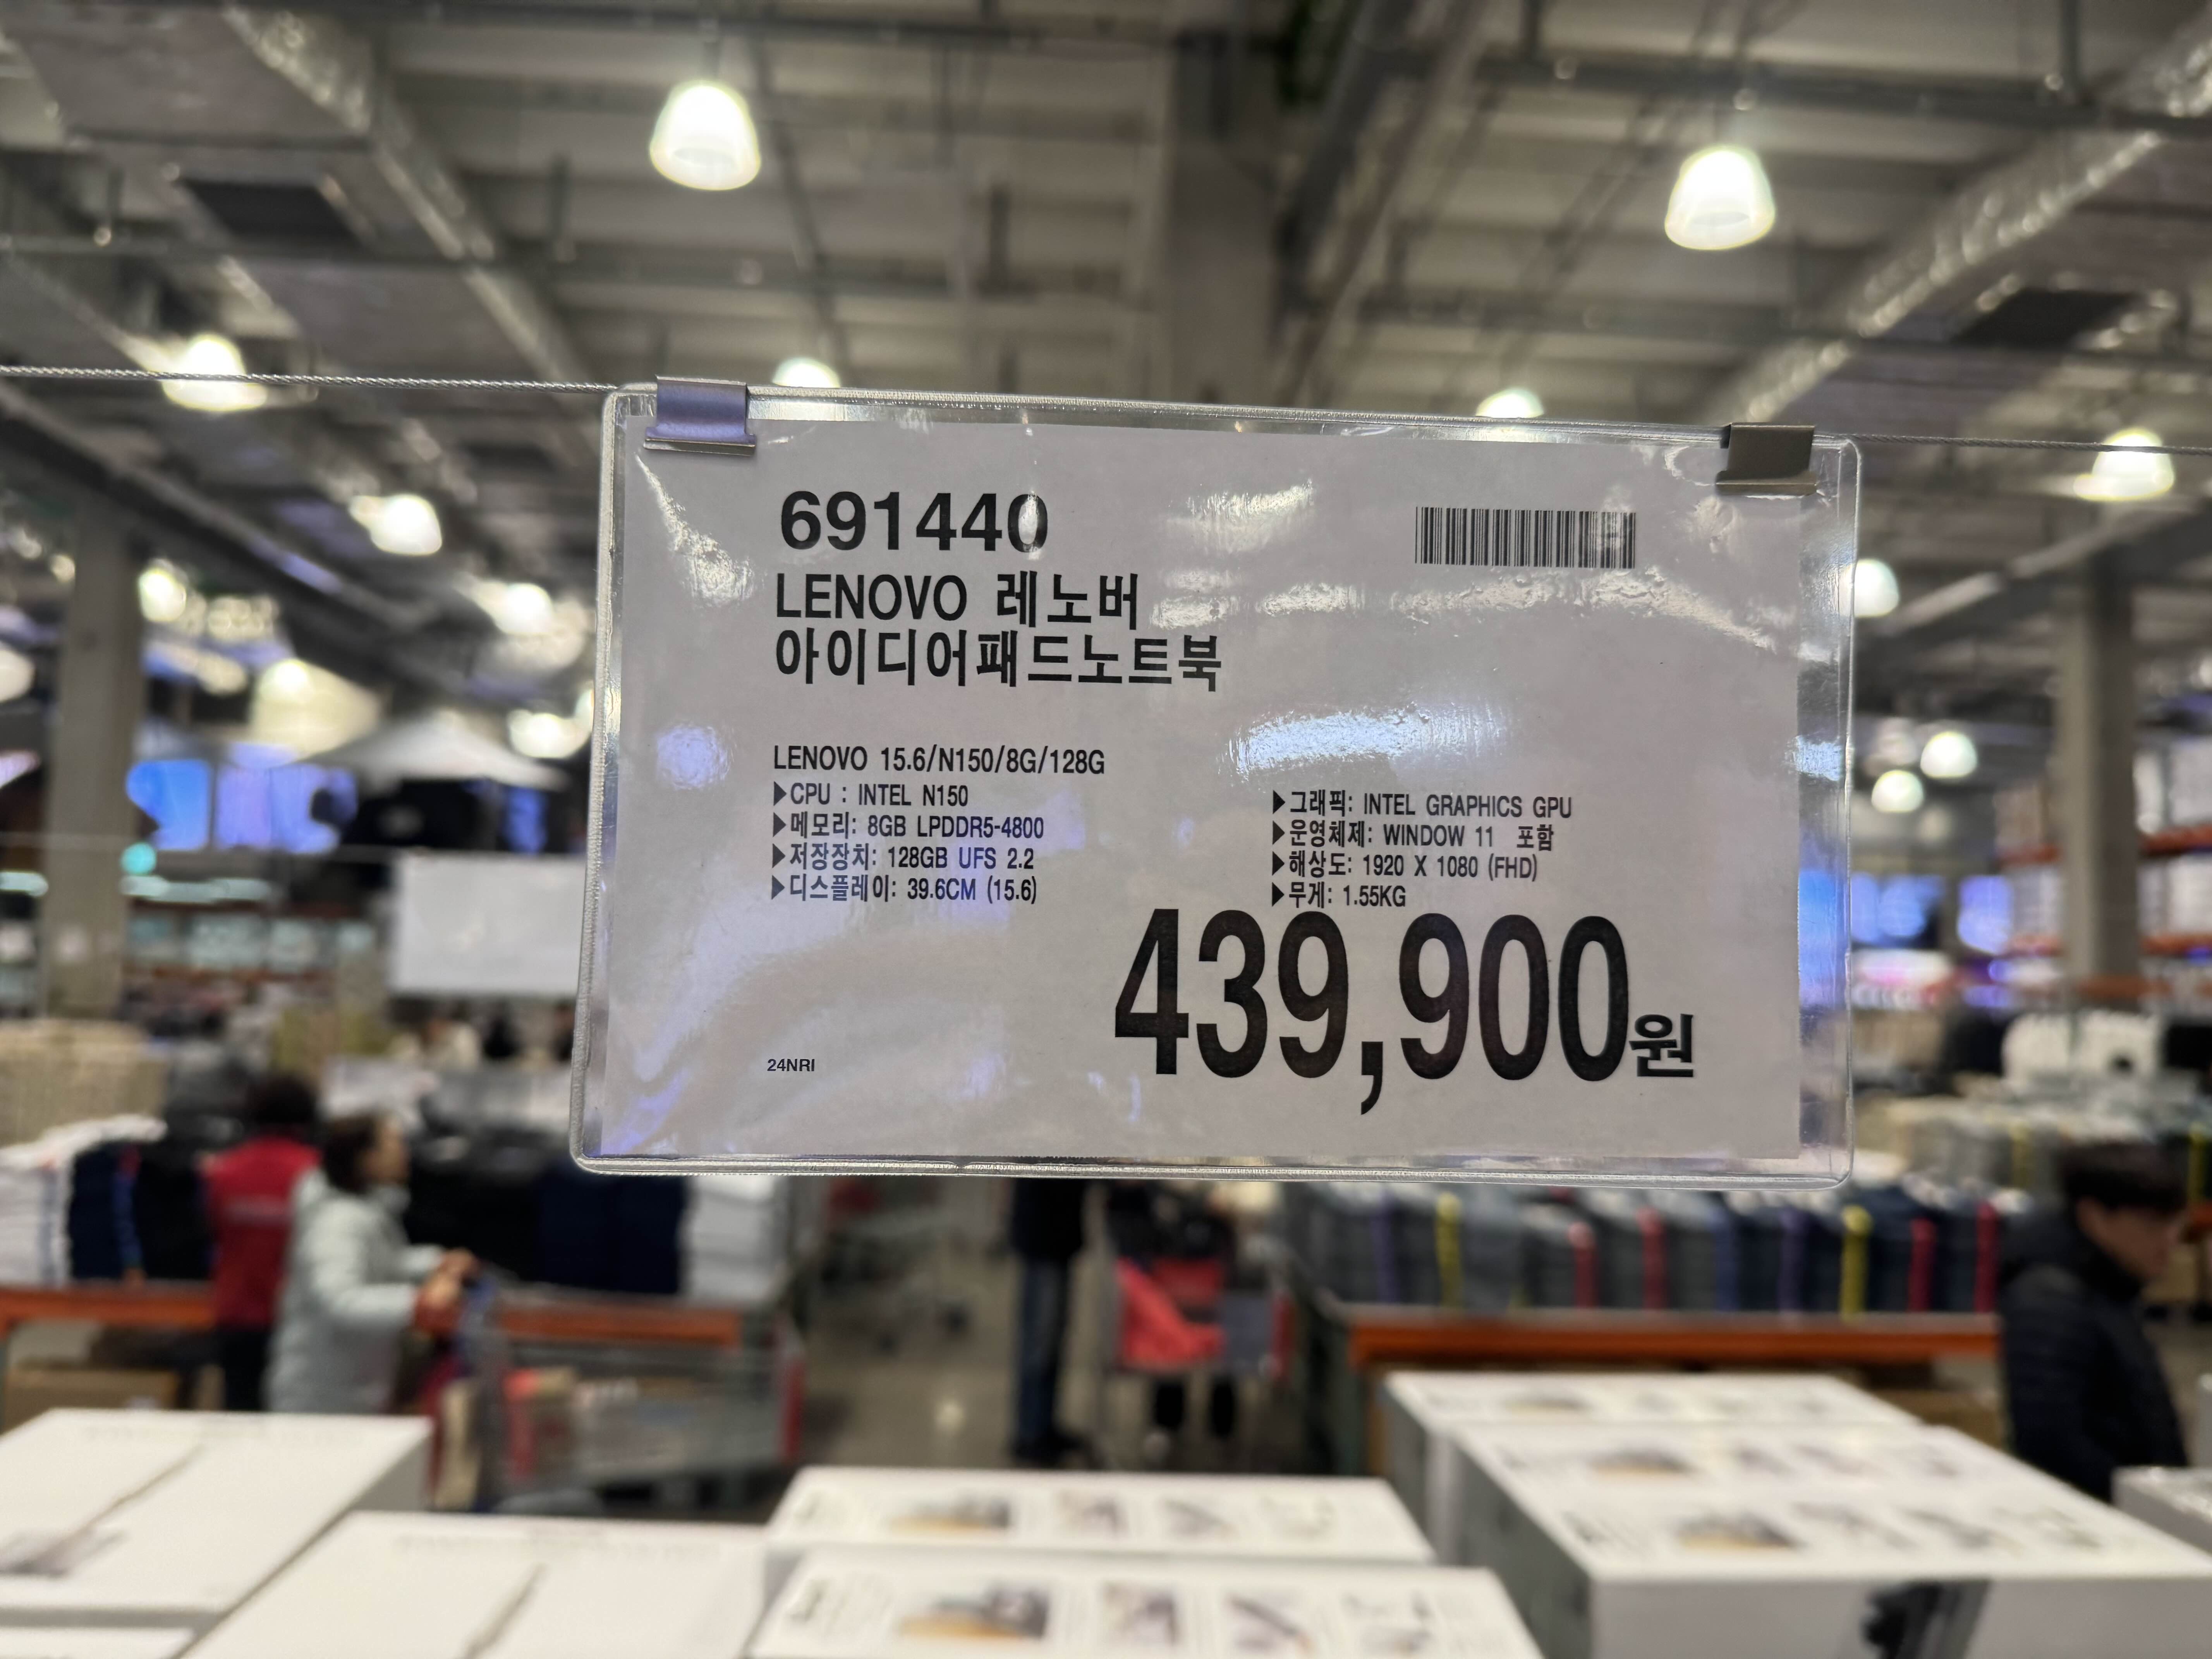 691440
LENOVO 레노버
아이디어패드노트북
LENOVO 15.6/N150/8G/128G
▶CPU : INTEL N150
▶메모리: 8GB LPDDR5-4800
▶저장장치: 128GB UFS 2.2
▶디스플레이: 39.6CM (15.6)
▶그래픽: INTEL GRAPHICS GPU
▶운영체제: WINDOW 11 포함
▶해상도: 1920 X 1080 (FHD)
▶무게: 1.55KG
439,900원
24NRI